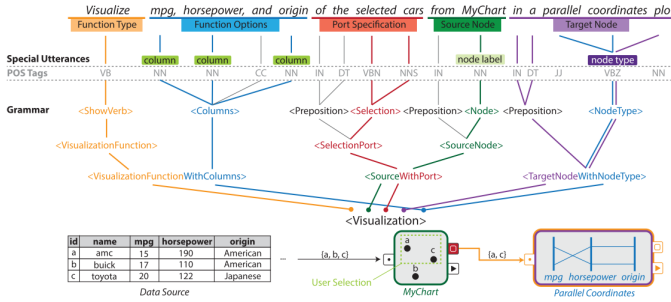 Visualize mpg, horsepower, and origin of the selected cars from MyChart in a parallel coordinates plo
Function Type Function Options Port Specification Source Node Target Node
Special Utterances column column column node label node type
POS Tags VB NN NN CC NN IN DT VBN NNS IN NN IN DT JJ VBZ NN
Grammar <ShowVerb> <Columns> <Preposition> <Selection> <Preposition> <Node> <Preposition> <NodeType>
<VisualizationFunction> <SelectionPort> <SourceNode>
<VisualizationFunctionWithColumns> <SourceWithPort> <TargetNodeWithNodeType>
<Visualization>
id name mpg horsepower origin
a amc 15 190 American
b buick 17 110 American
c toyota 20 122 Japanese
Data Source
...
{a, b, c}
User Selection
a
c
b
MyChart
{a, c}
mpg horsepower origin
Parallel Coordinates